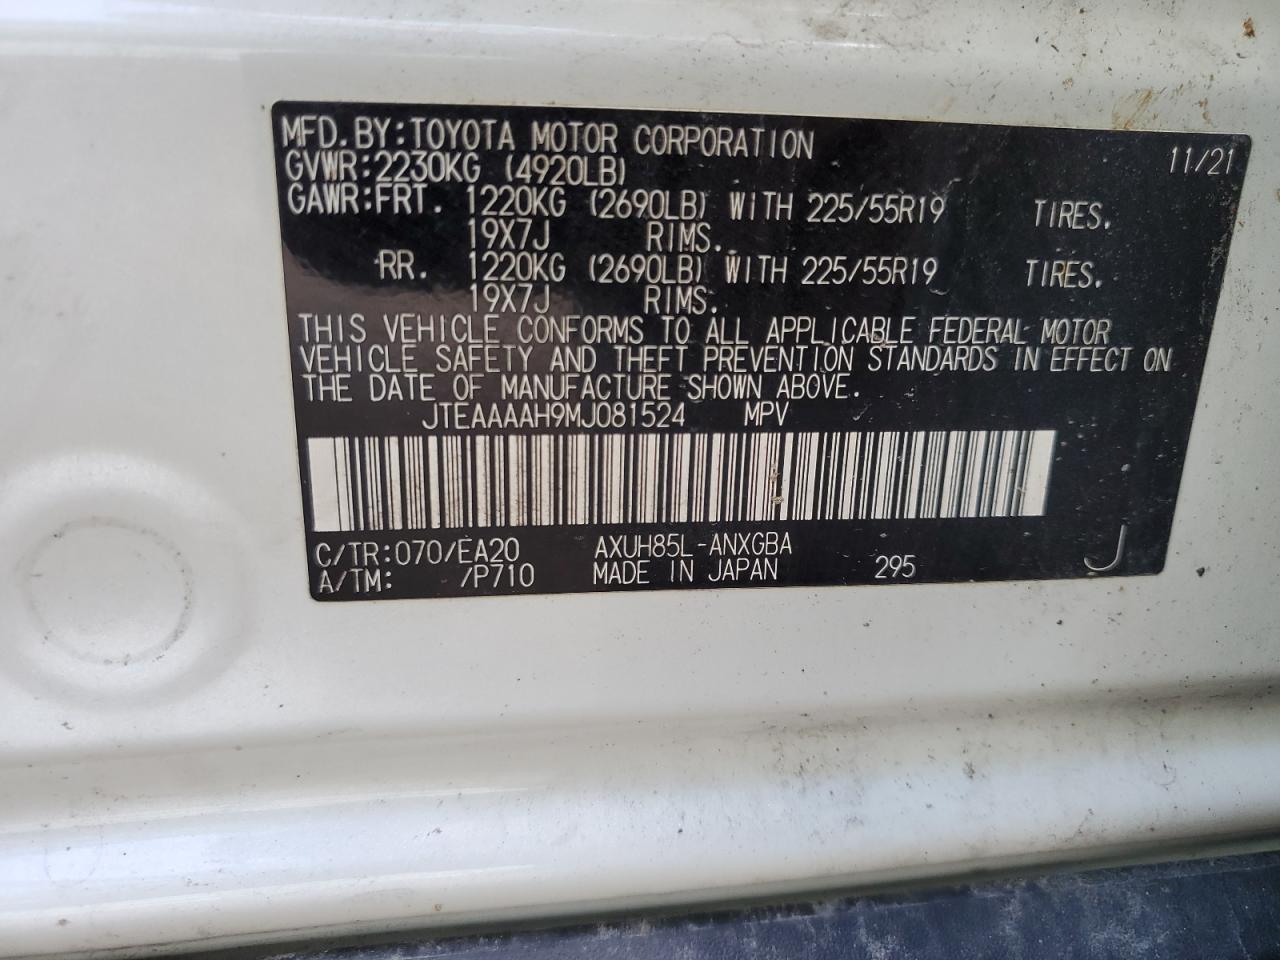 MFD.BY:TOYOTA MOTOR CORPORATION 11/21
GVWR:2230KG (4920LB)
GAWR:FRT. 1220KG (2690LB) WITH 225/55R19 TIRES.
19X7J RIMS.
RR. 1220KG (2690LB) WITH 225/55R19 TIRES.
19X7J RIMS.
THIS VEHICLE CONFORMS TO ALL APPLICABLE FEDERAL MOTOR
VEHICLE SAFETY AND THEFT PREVENTION STANDARDS IN EFFECT ON
THE DATE OF MANUFACTURE SHOWN ABOVE.
JTEAAAAH9MJ081524 MPV
C/TR:070/EA20 AXUH85L-ANXGBA
A/TM: /P710 MADE IN JAPAN 295 J